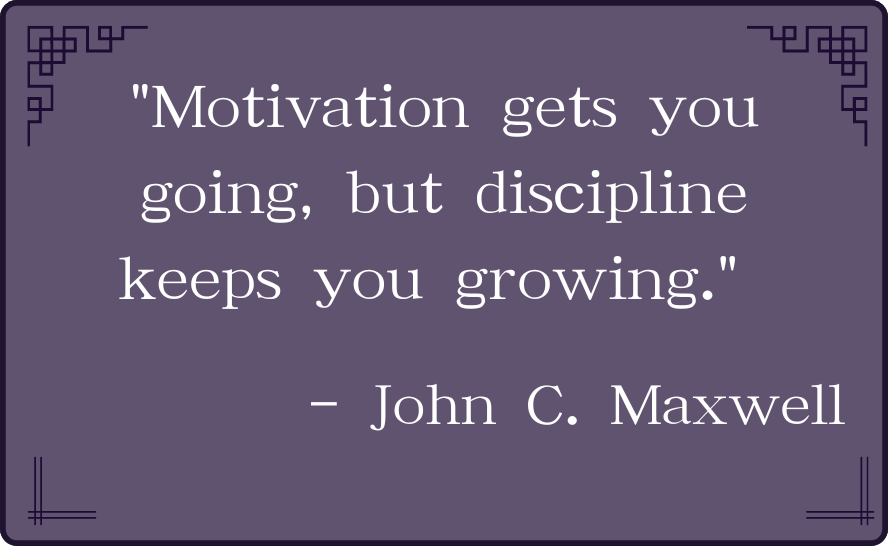 "Motivation gets you
going, but discipline
keeps you growing."
- John C. Maxwell